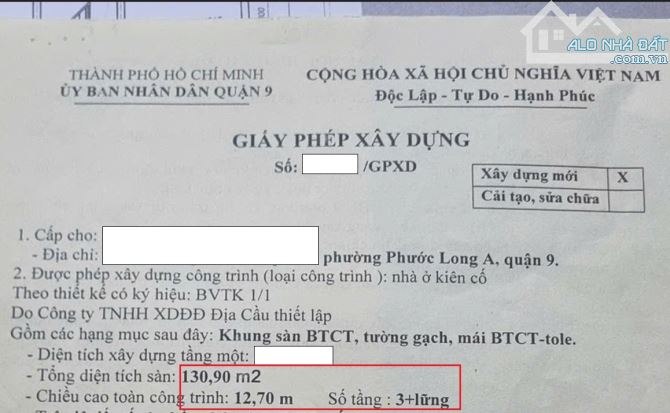 ALO NHÀ ĐẤT
.com.vn
THÀNH PHỐ HỒ CHÍ MINH
ỦY BAN NHÂN DÂN QUẬN 9
CỘNG HÒA XÃ HỘI CHỦ NGHĨA VIỆT NAM
Độc Lập - Tự Do - Hạnh Phúc
GIẤY PHÉP XÂY DỰNG
Số: /GPXD
Xây dựng mới X
Cải tạo, sửa chữa
1. Cấp cho:
- Địa chỉ: phường Phước Long A, quận 9.
2. Được phép xây dựng công trình (loại công trình ): nhà ở kiên cố
Theo thiết kế có ký hiệu: BVTK 1/1
Do Công ty TNHH XDĐD Địa Cầu thiết lập
Gồm các hạng mục sau đây: Khung sàn BTCT, tường gạch, mái BTCT-tole.
- Diện tích xây dựng tầng một:
- Tổng diện tích sàn: 130,90 m2
- Chiều cao toàn công trình: 12,70 m Số tầng : 3+lững